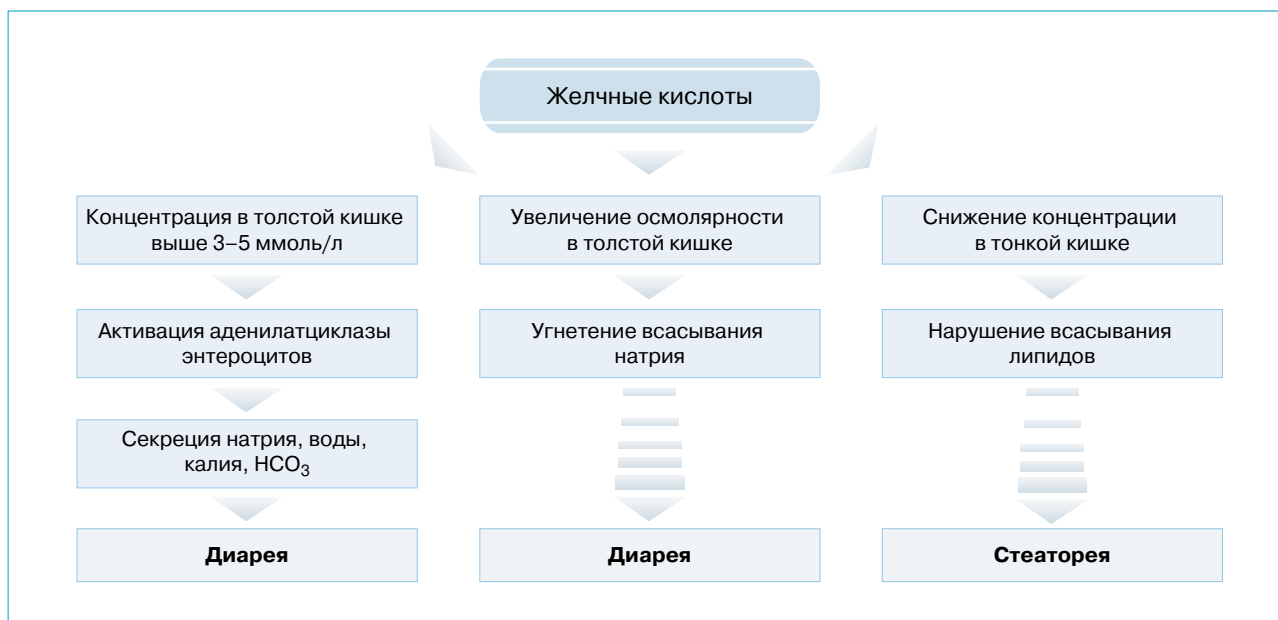 Желчные кислоты
Концентрация в толстой кишке
выше 3–5 ммоль/л
Увеличение осмолярности
в толстой кишке
Снижение концентрации
в тонкой кишке
Активация аденилатциклазы
энтероцитов
Угнетение всасывания
натрия
Нарушение всасывания
липидов
Секреция натрия, воды,
калия, HCO₃
Диарея
Диарея
Стеаторея